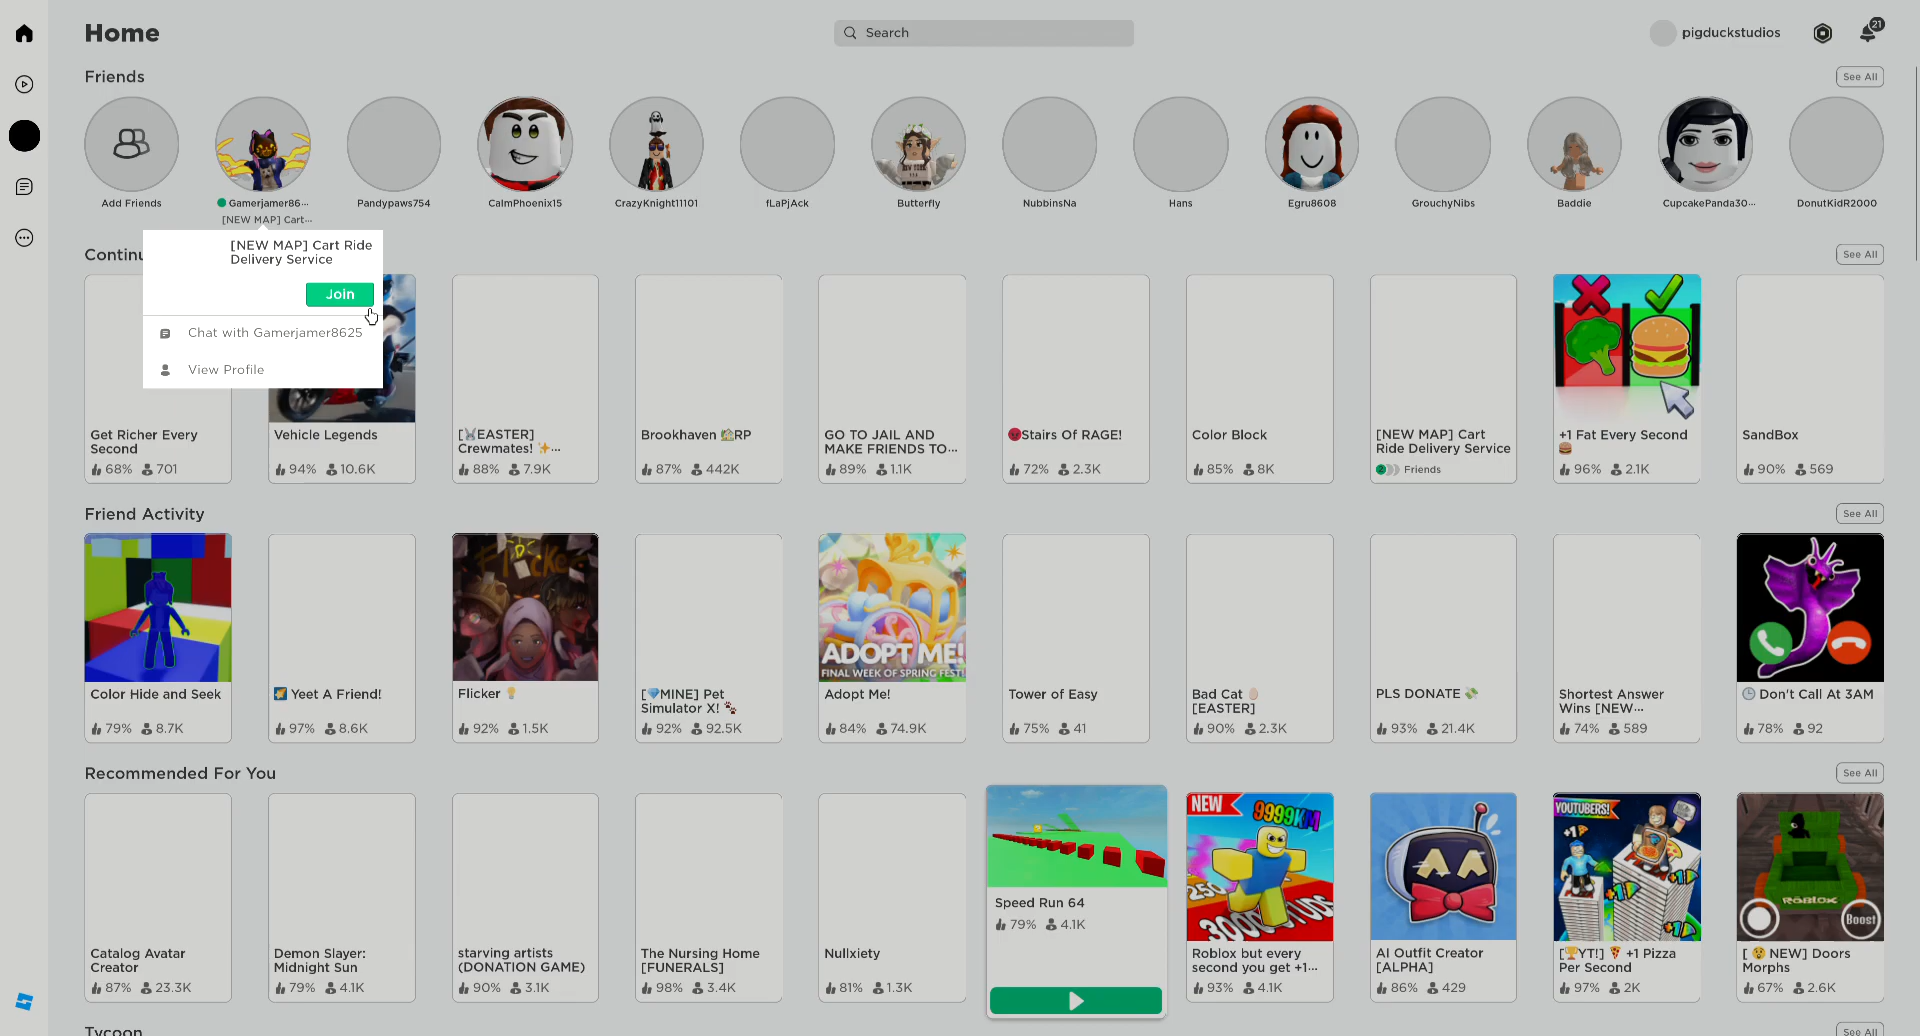 Home
Search
pigduckstudios
21
Friends
See All
Add Friends
Gamerjamer86...
[NEW MAP] Cart...
Pandypaws754
CalmPhoenix15
CrazyKnight11101
fLaPjAck
Butterfly
NubbinsNa
Hans
Egru8608
GrouchyNibs
Baddie
CupcakePanda30...
DonutKidR2000
[NEW MAP] Cart Ride
Delivery Service
Join
Chat with Gamerjamer8625
View Profile
Continu
See All
Get Richer Every
Second
68% 701
Vehicle Legends
94% 10.6K
[🐰EASTER]
Crewmates! ✨...
88% 7.9K
Brookhaven 🏡RP
87% 442K
GO TO JAIL AND
MAKE FRIENDS TO...
89% 1.1K
😡Stairs Of RAGE!
72% 2.3K
Color Block
85% 8K
[NEW MAP] Cart
Ride Delivery Service
2 Friends
+1 Fat Every Second
🍔
96% 2.1K
SandBox
90% 569
Friend Activity
See All
Color Hide and Seek
79% 8.7K
🌠 Yeet A Friend!
97% 8.6K
Flicker 💡
92% 1.5K
[💎MINE] Pet
Simulator X! 🐾
92% 92.5K
ADOPT ME!
FINAL WEEK OF SPRING FEST!
Adopt Me!
84% 74.9K
Tower of Easy
75% 41
Bad Cat 🥚
[EASTER]
90% 2.3K
PLS DONATE 💸
93% 21.4K
Shortest Answer
Wins [NEW...
74% 589
🕒 Don't Call At 3AM
78% 92
Recommended For You
See All
Catalog Avatar
Creator
87% 23.3K
Demon Slayer:
Midnight Sun
79% 4.1K
starving artists
(DONATION GAME)
90% 3.1K
The Nursing Home
[FUNERALS]
98% 3.4K
Nullxiety
81% 1.3K
Speed Run 64
79% 4.1K
NEW
9999KM
250
Roblox but every
second you get +1...
93% 4.1K
AI Outfit Creator
[ALPHA]
86% 429
YOUTUBERS!
+1
+1
+1
+1
[🏆YT!] 🍕 +1 Pizza
Per Second
97% 2K
ROBLOX
Boost
[ 😲 NEW] Doors
Morphs
67% 2.6K
Tycoon
See All